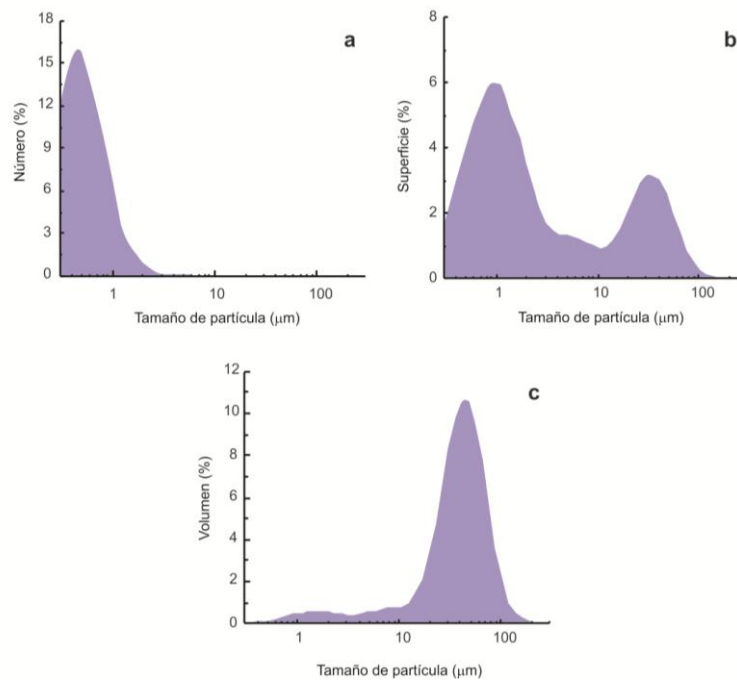 a
18
15
12
9
6
3
0
Número (%)
1 10 100
Tamaño de partícula (μm)
b
8
6
4
2
0
Superficie (%)
1 10 100
Tamaño de partícula (μm)
c
12
10
8
6
4
2
0
Volumen (%)
1 10 100
Tamaño de partícula (μm)